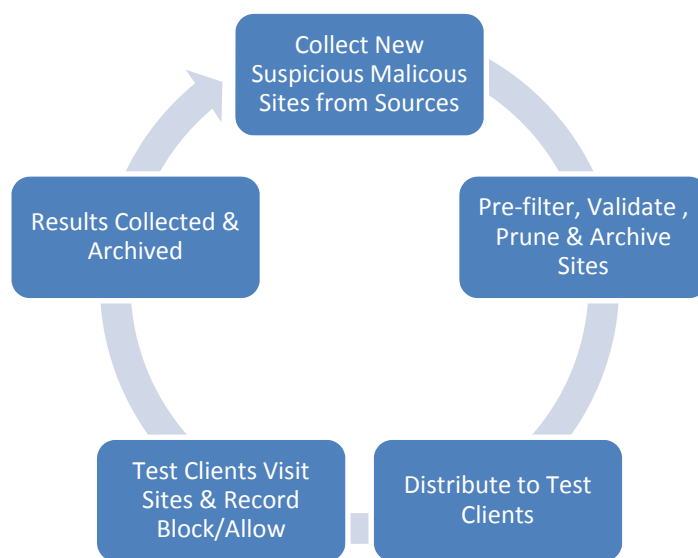 Collect New
Suspicious Malicous
Sites from Sources
Pre-filter, Validate ,
Prune & Archive
Sites
Distribute to Test
Clients
Test Clients Visit
Sites & Record
Block/Allow
Results Collected &
Archived